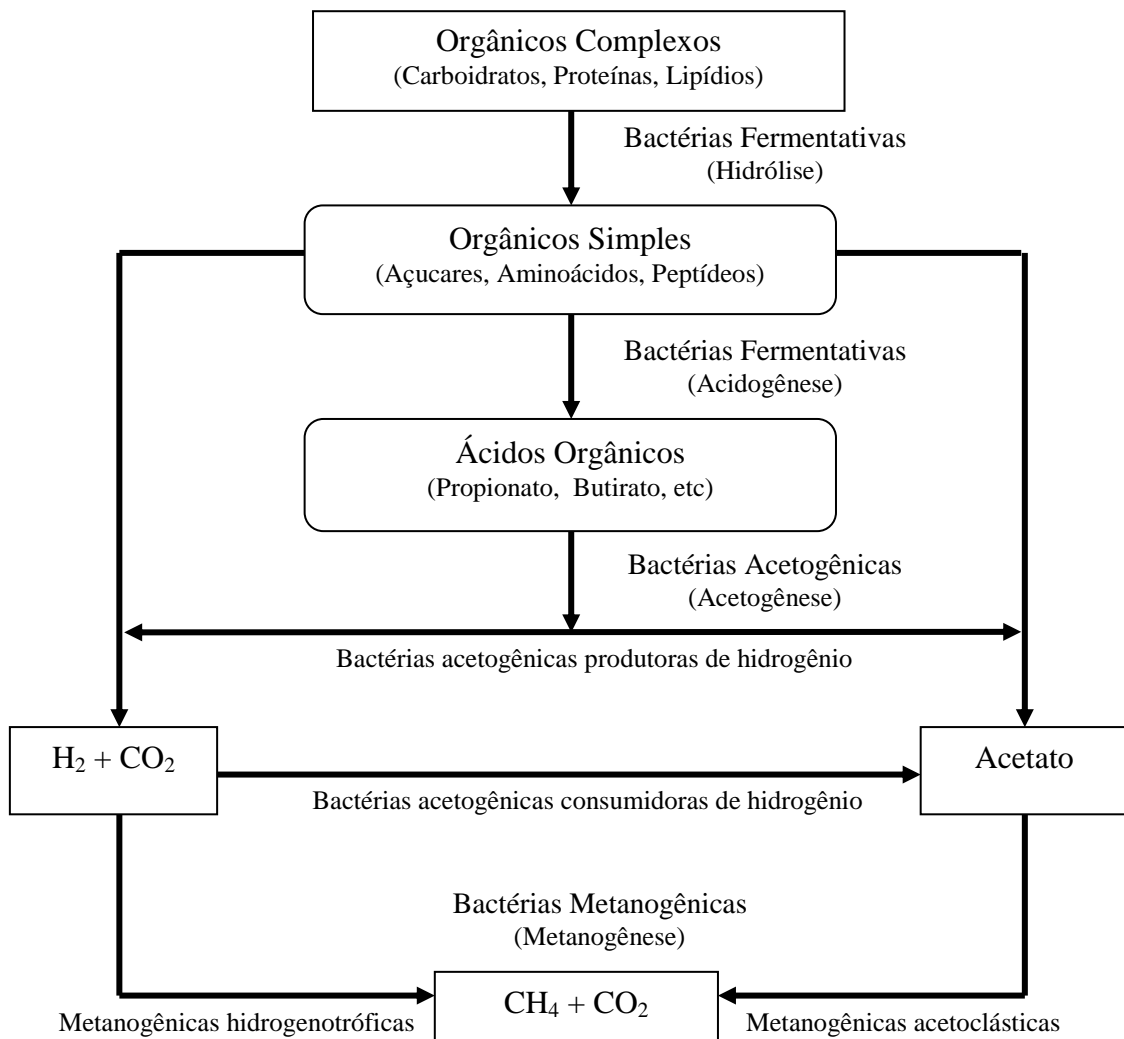 Orgânicos Complexos
(Carboidratos, Proteínas, Lipídios)
Bactérias Fermentativas
(Hidrólise)
Orgânicos Simples
(Açucares, Aminoácidos, Peptídeos)
Bactérias Fermentativas
(Acidogênese)
Ácidos Orgânicos
(Propionato, Butirato, etc)
Bactérias Acetogênicas
(Acetogênese)
Bactérias acetogênicas produtoras de hidrogênio
H₂ + CO₂
Acetato
Bactérias acetogênicas consumidoras de hidrogênio
Bactérias Metanogênicas
(Metanogênese)
CH₄ + CO₂
Metanogênicas hidrogenotróficas
Metanogênicas acetoclásticas